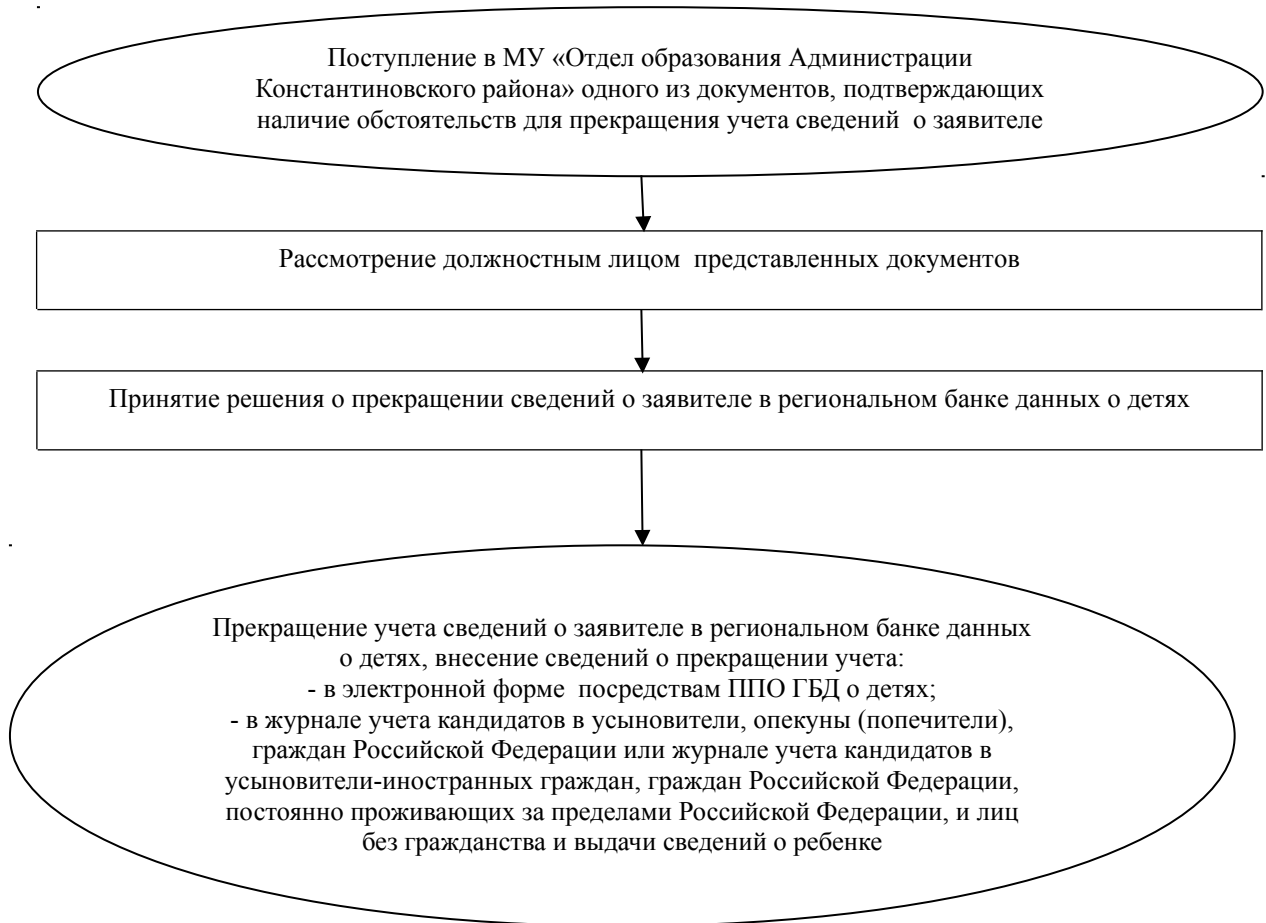 Поступление в МУ «Отдел образования Администрации
Константиновского района» одного из документов, подтверждающих
наличие обстоятельств для прекращения учета сведений о заявителе
Рассмотрение должностным лицом представленных документов
Принятие решения о прекращении сведений о заявителе в региональном банке данных о детях
Прекращение учета сведений о заявителе в региональном банке данных
о детях, внесение сведений о прекращении учета:
- в электронной форме посредствам ППО ГБД о детях;
- в журнале учета кандидатов в усыновители, опекуны (попечители),
граждан Российской Федерации или журнале учета кандидатов в
усыновители-иностранных граждан, граждан Российской Федерации,
постоянно проживающих за пределами Российской Федерации, и лиц
без гражданства и выдачи сведений о ребенке